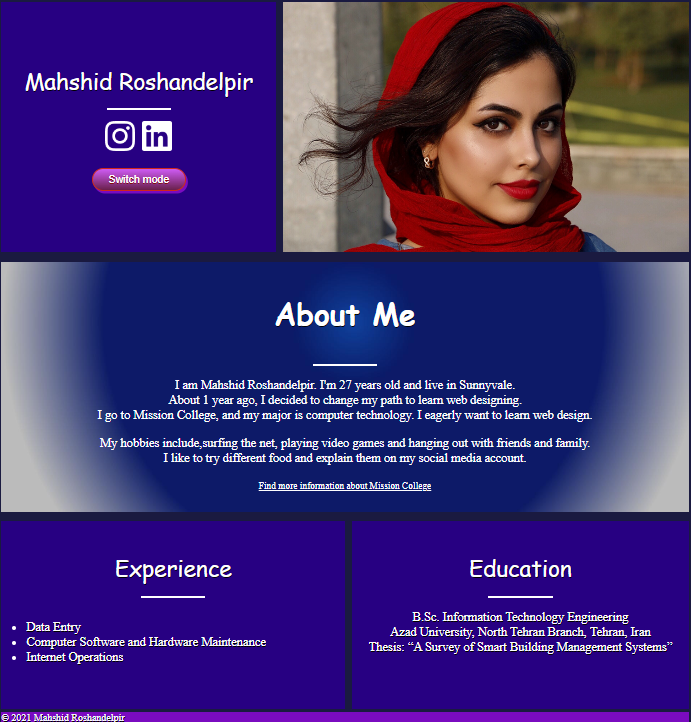 Mahshid Roshandelpir
in
Switch mode
About Me
I am Mahshid Roshandelpir. I'm 27 years old and live in Sunnyvale.
About 1 year ago, I decided to change my path to learn web designing.
I go to Mission College, and my major is computer technology. I eagerly want to learn web design.
My hobbies include,surfing the net, playing video games and hanging out with friends and family.
I like to try different food and explain them on my social media account.
Find more information about Mission College
Experience
Data Entry
Computer Software and Hardware Maintenance
Internet Operations
Education
B.Sc. Information Technology Engineering
Azad University, North Tehran Branch, Tehran, Iran
Thesis: “A Survey of Smart Building Management Systems”
© 2021 Mahshid Roshandelpir